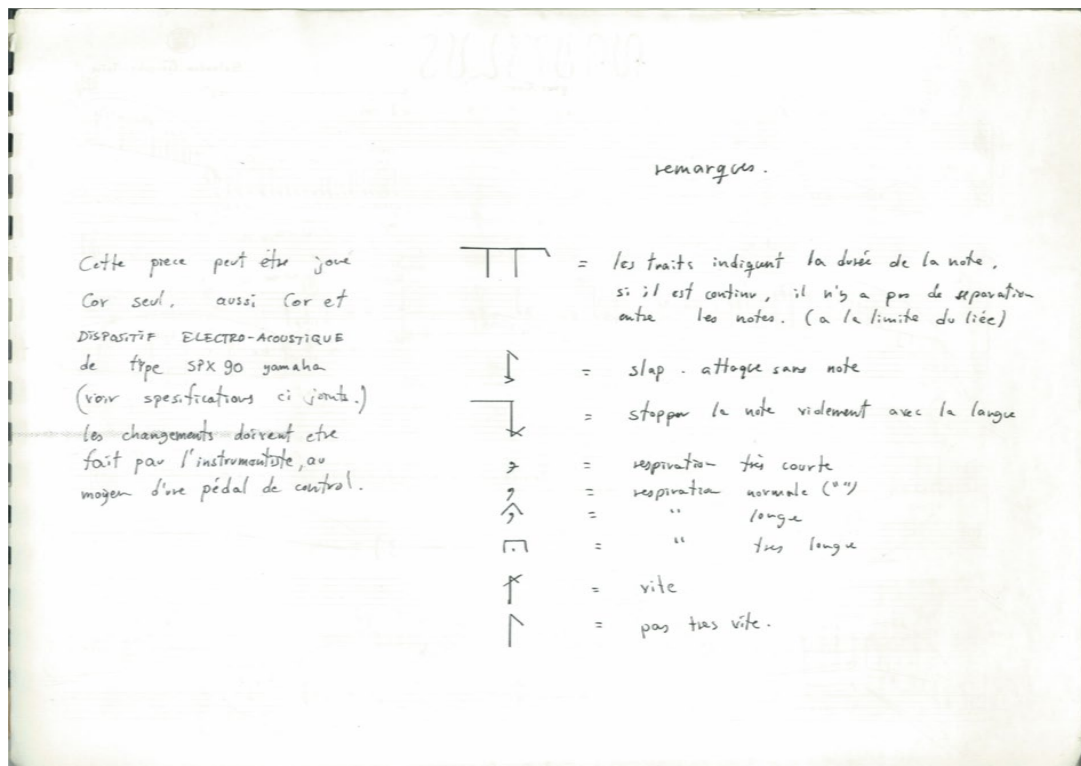 remarques.
Cette piece peut être joué
Cor seul. aussi Cor et
DISPOSITIF ELECTRO-ACOUSTIQUE
de type SPX 90 yamaha
(voir spesifications ci joints.)
les changements doivent etre
fait par l'instrumentiste, au
moyen d'une pédal de control.
= les traits indiquent la durée de la note.
si il est continu, il n'y a pas de separation
entre les notes. (a la limite du liée)
= slap - attaque sans note
= stopper la note violement avec la langue
= respiration très courte
= respiration normale (" ")
= " longe
= " tres longue
= vite
= pas tres vite.